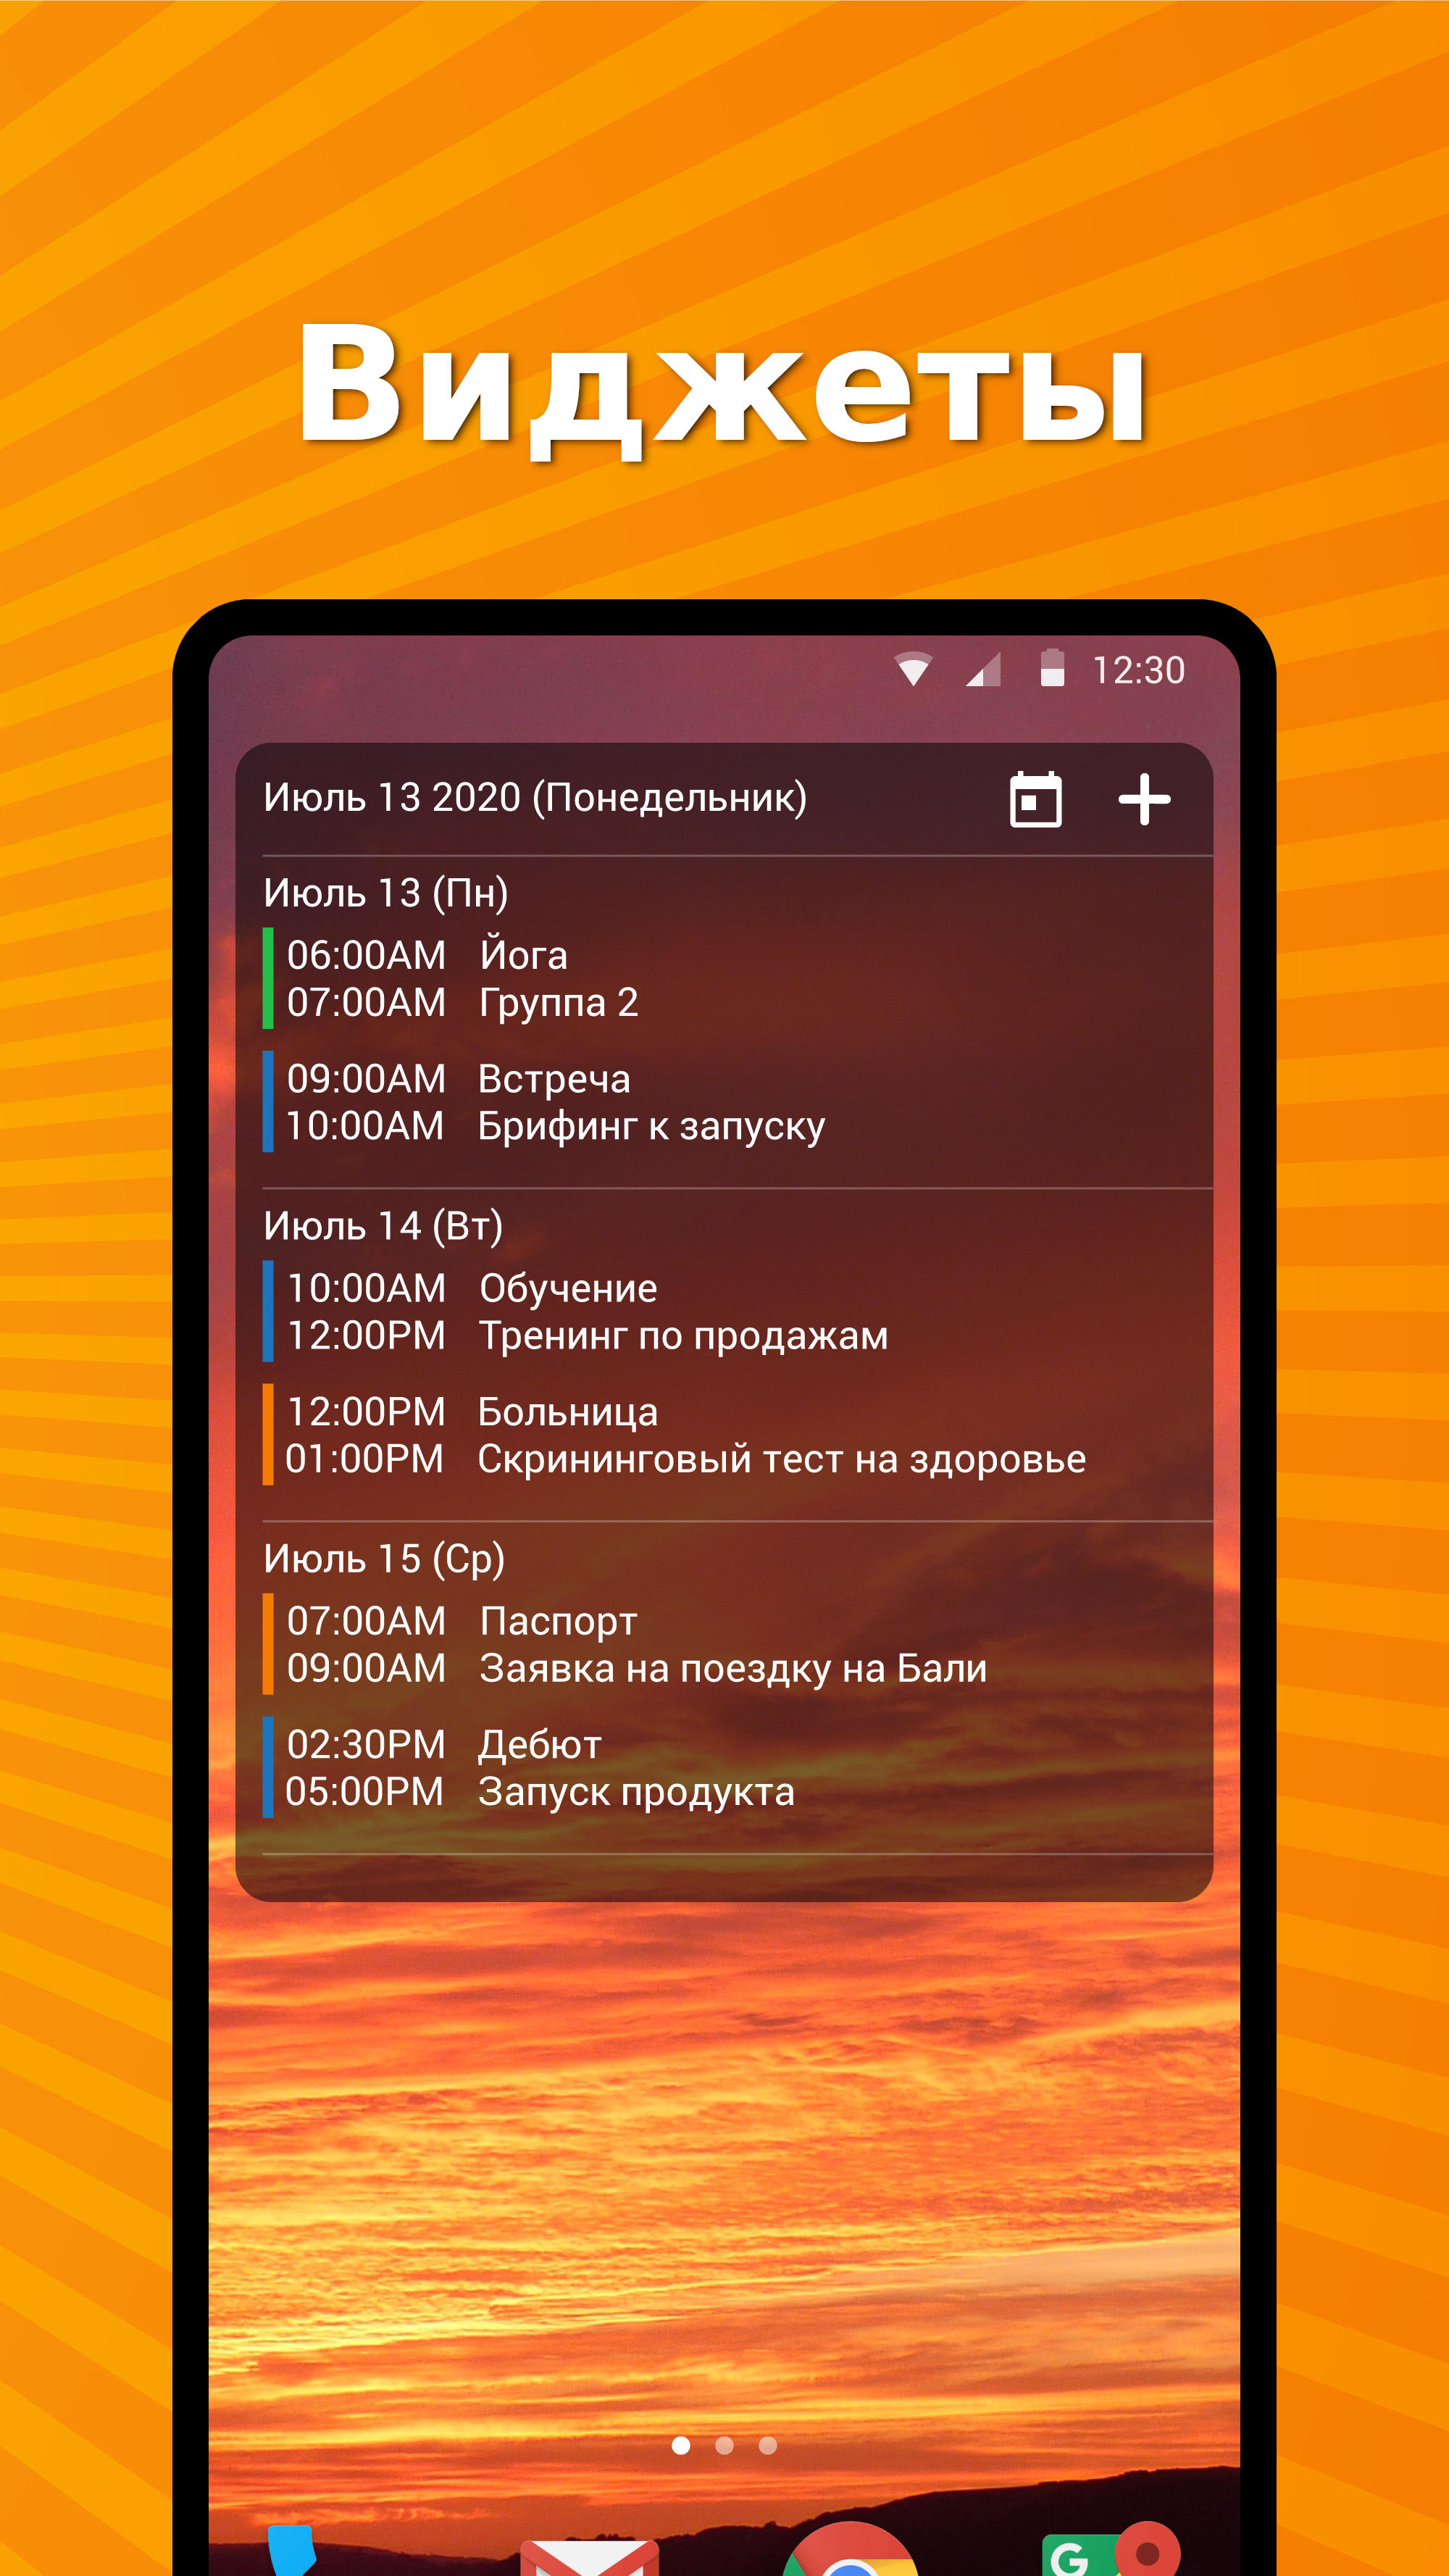 Виджеты
12:30
Июль 13 2020 (Понедельник)
Июль 13 (Пн)
06:00AM Йога
07:00AM Группа 2
09:00AM Встреча
10:00AM Брифинг к запуску
Июль 14 (Вт)
10:00AM Обучение
12:00PM Тренинг по продажам
12:00PM Больница
01:00PM Скрининговый тест на здоровье
Июль 15 (Ср)
07:00AM Паспорт
09:00AM Заявка на поездку на Бали
02:30PM Дебют
05:00PM Запуск продукта
G